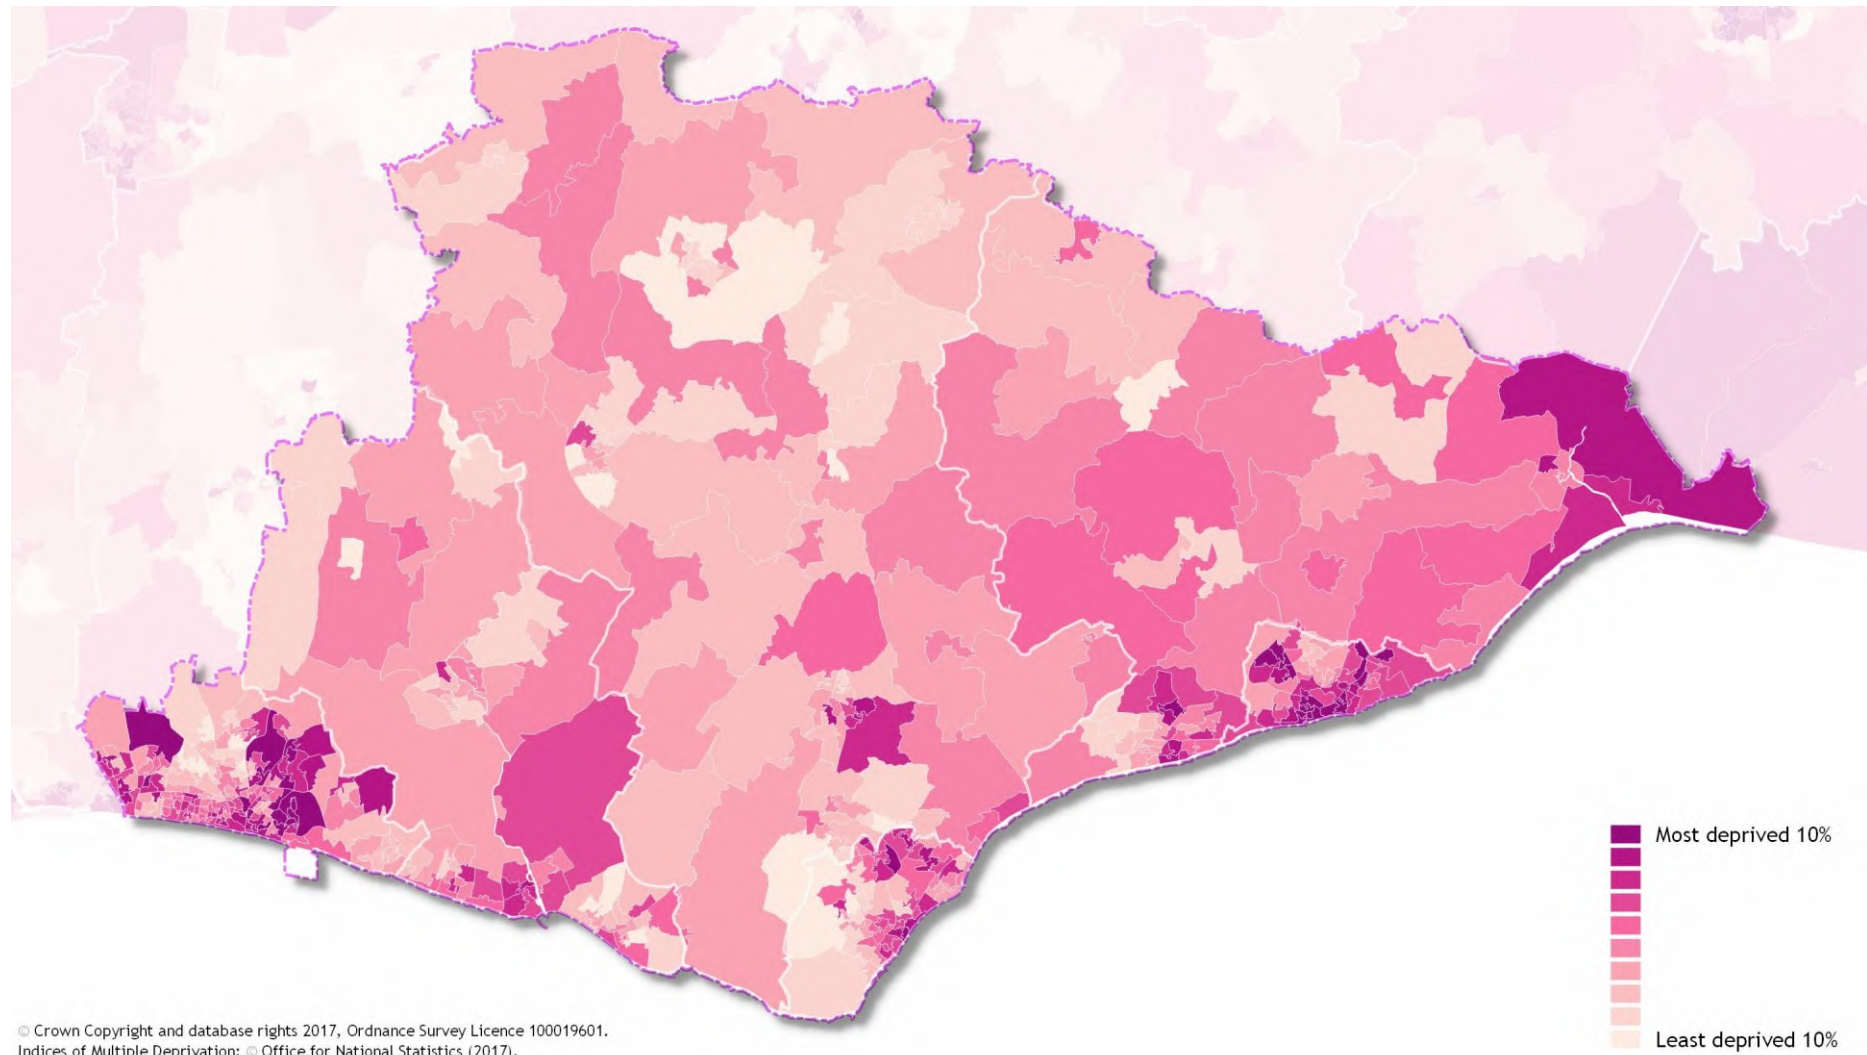 Most deprived 10%
Least deprived 10%
© Crown Copyright and database rights 2017, Ordnance Survey Licence 100019601.
Indices of Multiple Deprivation: © Office for National Statistics (2017).